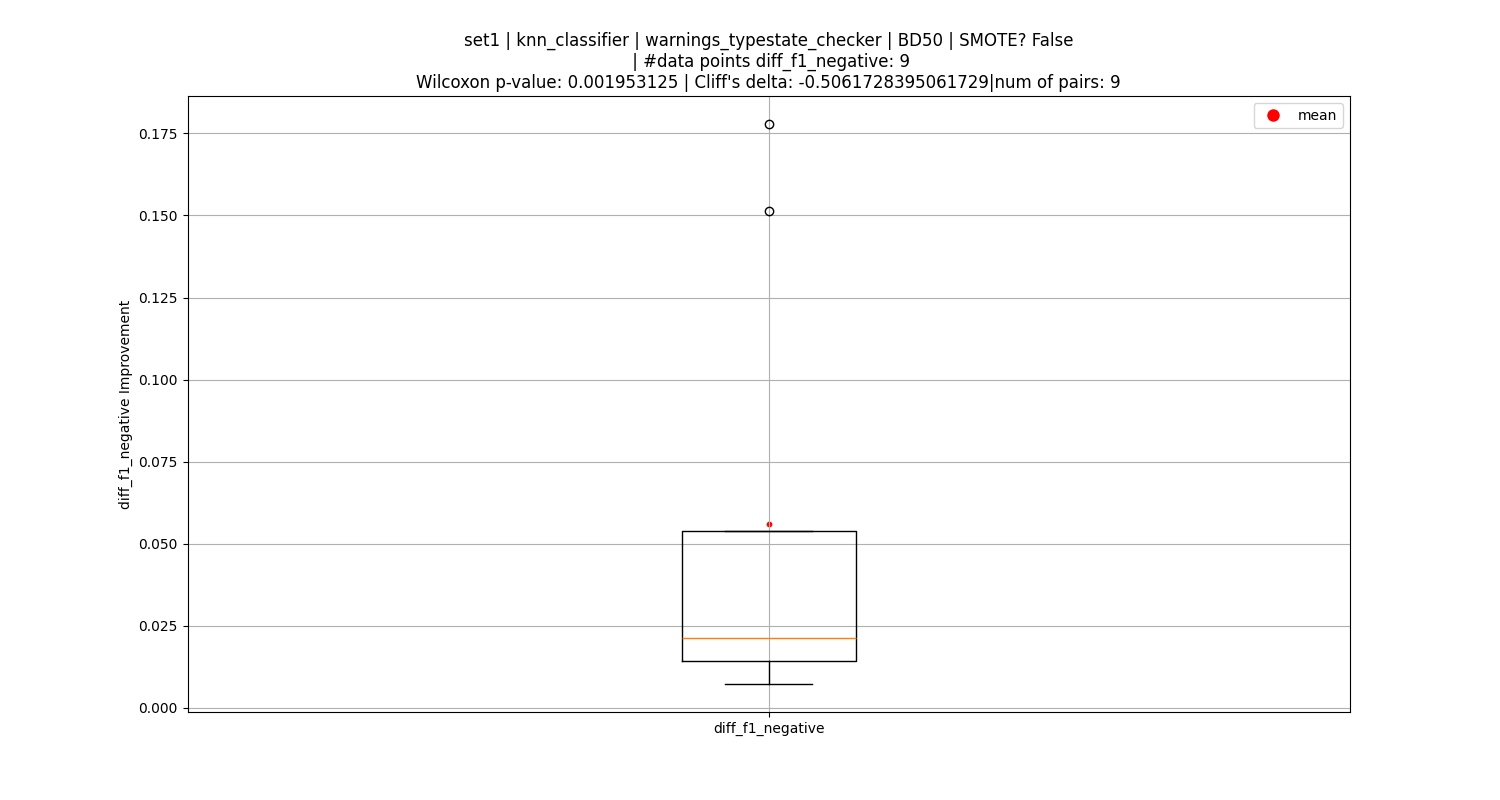 set1 | knn_classifier | warnings_typestate_checker | BD50 | SMOTE? False
| #data points diff_f1_negative: 9
Wilcoxon p-value: 0.001953125 | Cliff's delta: -0.5061728395061729|num of pairs: 9
mean
0.175
0.150
0.125
0.100
0.075
0.050
0.025
0.000
diff_f1_negative Improvement
diff_f1_negative